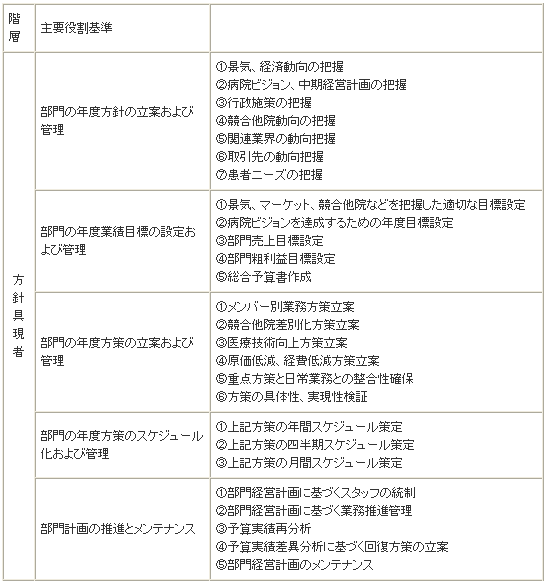 階
層
主要役割基準
方
針
具
現
者
部門の年度方針の立案および
管理
①景気、経済動向の把握
②病院ビジョン、中期経営計画の把握
③行政施策の把握
④競合他院動向の把握
⑤関連業界の動向把握
⑥取引先の動向把握
⑦患者ニーズの把握
部門の年度業績目標の設定お
よび管理
①景気、マーケット、競合他院などを把握した適切な目標設定
②病院ビジョンを達成するための年度目標設定
③部門売上目標設定
④部門粗利益目標設定
⑤総合予算書作成
部門の年度方策の立案および
管理
①メンバー別業務方策立案
②競合他院差別化方策立案
③医療技術向上方策立案
④原価低減、経費低減方策立案
⑤重点方策と日常業務との整合性確保
⑥方策の具体性、実現性検証
部門の年度方策のスケジュール
化および管理
①上記方策の年間スケジュール策定
②上記方策の四半期スケジュール策定
③上記方策の月間スケジュール策定
部門計画の推進とメンテナンス
①部門経営計画に基づくスタッフの統制
②部門経営計画に基づく業務推進管理
③予算実績再分析
④予算実績差異分析に基づく回復方策の立案
⑤部門経営計画のメンテナンス